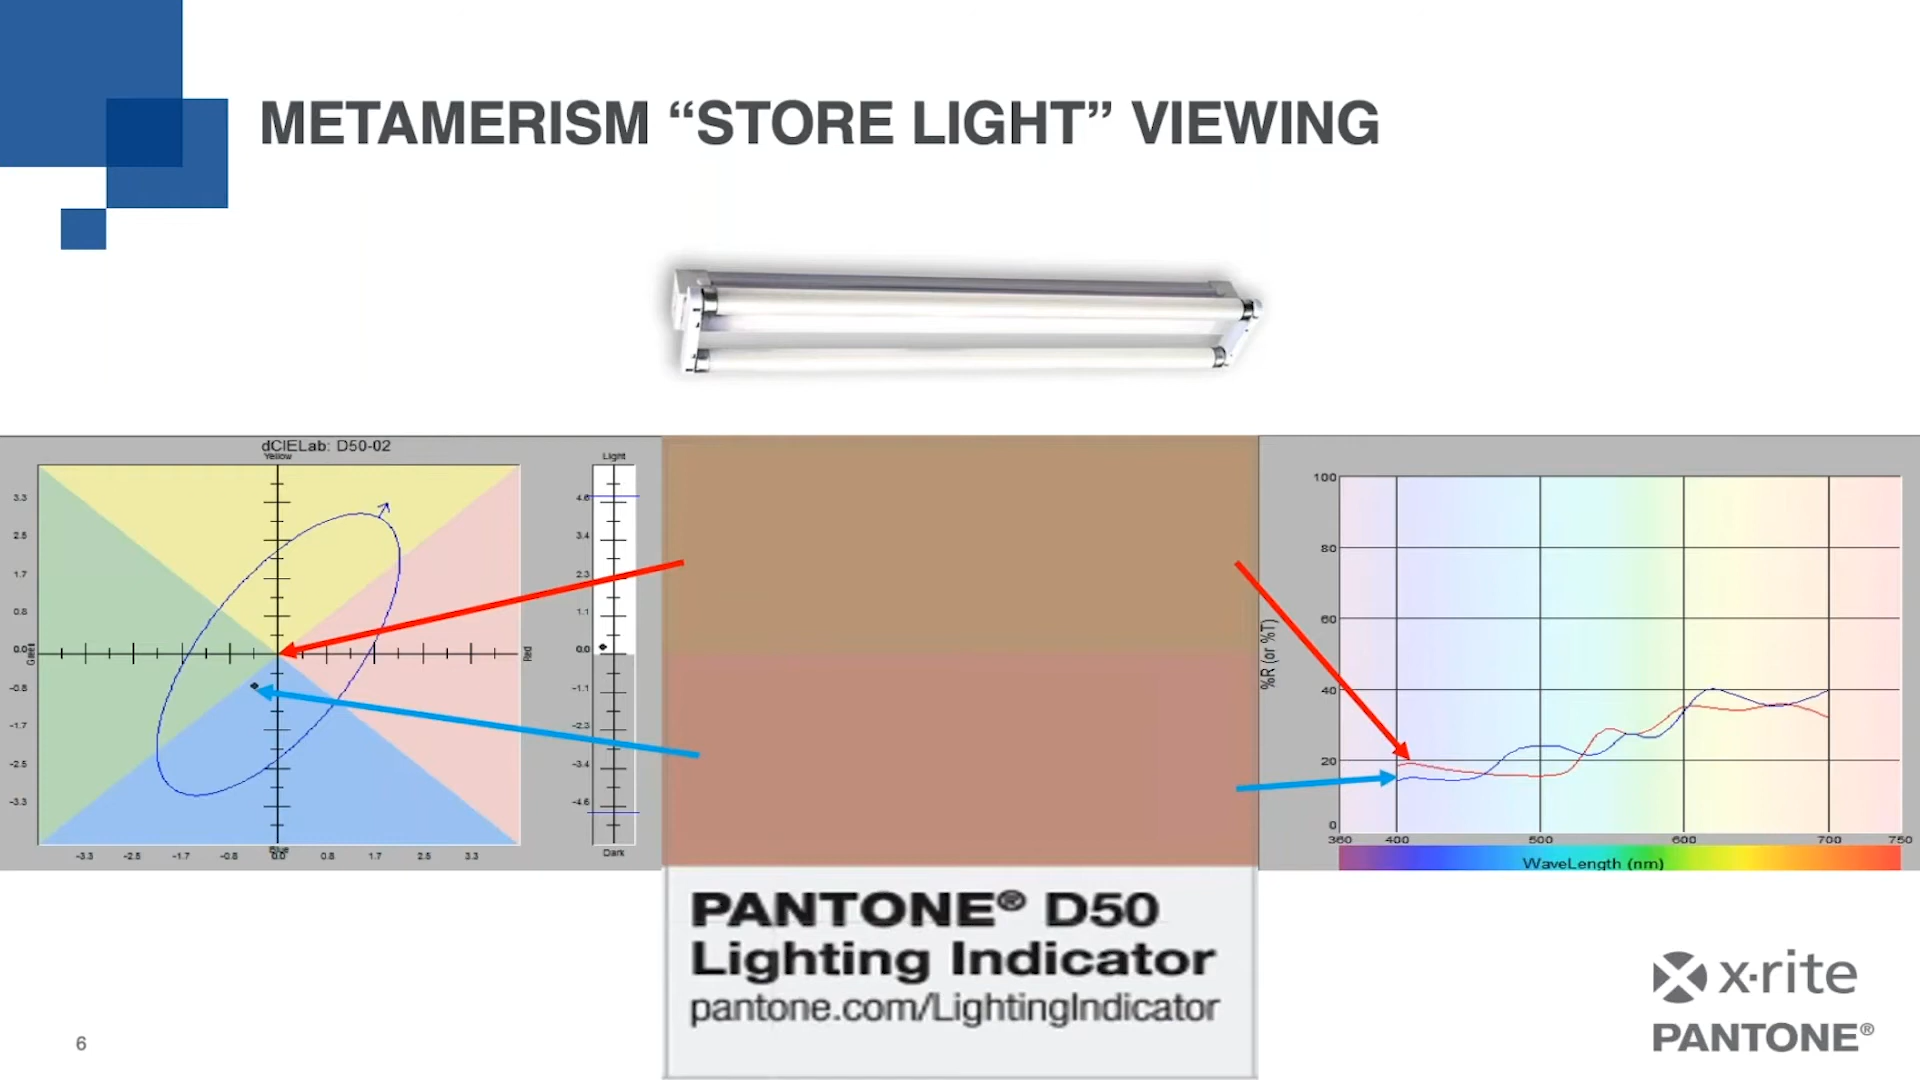 METAMERISM “STORE LIGHT” VIEWING
dCIELab: D50-02
Yellow
3.3
2.5
1.7
0.8
0.0
-0.8
-1.7
-2.5
-3.3
Green
Red
Blue
-3.3 -2.5 -1.7 -0.8 0.0 0.8 1.7 2.5 3.3
Light
4.6
3.4
2.3
1.1
0.0
-1.1
-2.3
-3.4
-4.6
Dark
PANTONE® D50
Lighting Indicator
pantone.com/LightingIndicator
%R (or %T)
100
80
60
40
20
0
350 400 500 600 700 750
WaveLength (nm)
x·rite
PANTONE®
6